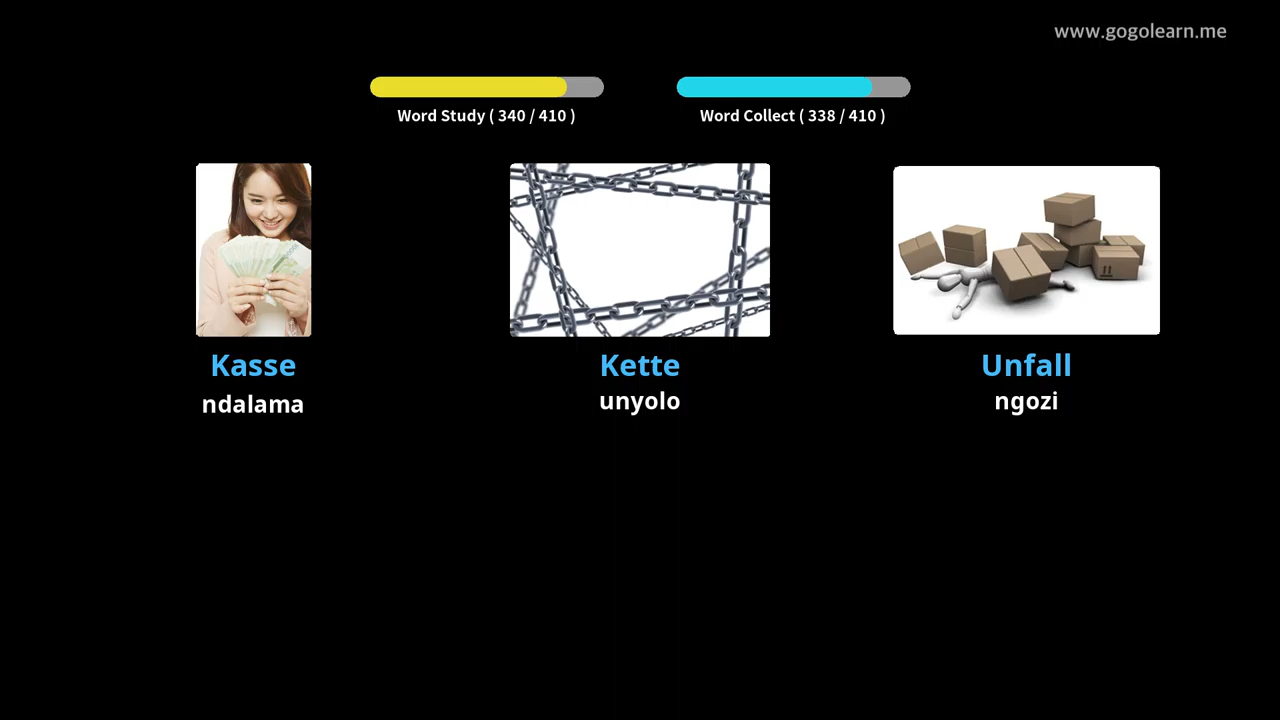 www.gogolearn.me
Word Study ( 340 / 410 )
Word Collect ( 338 / 410 )
Kasse
ndalama
Kette
unyolo
Unfall
ngozi